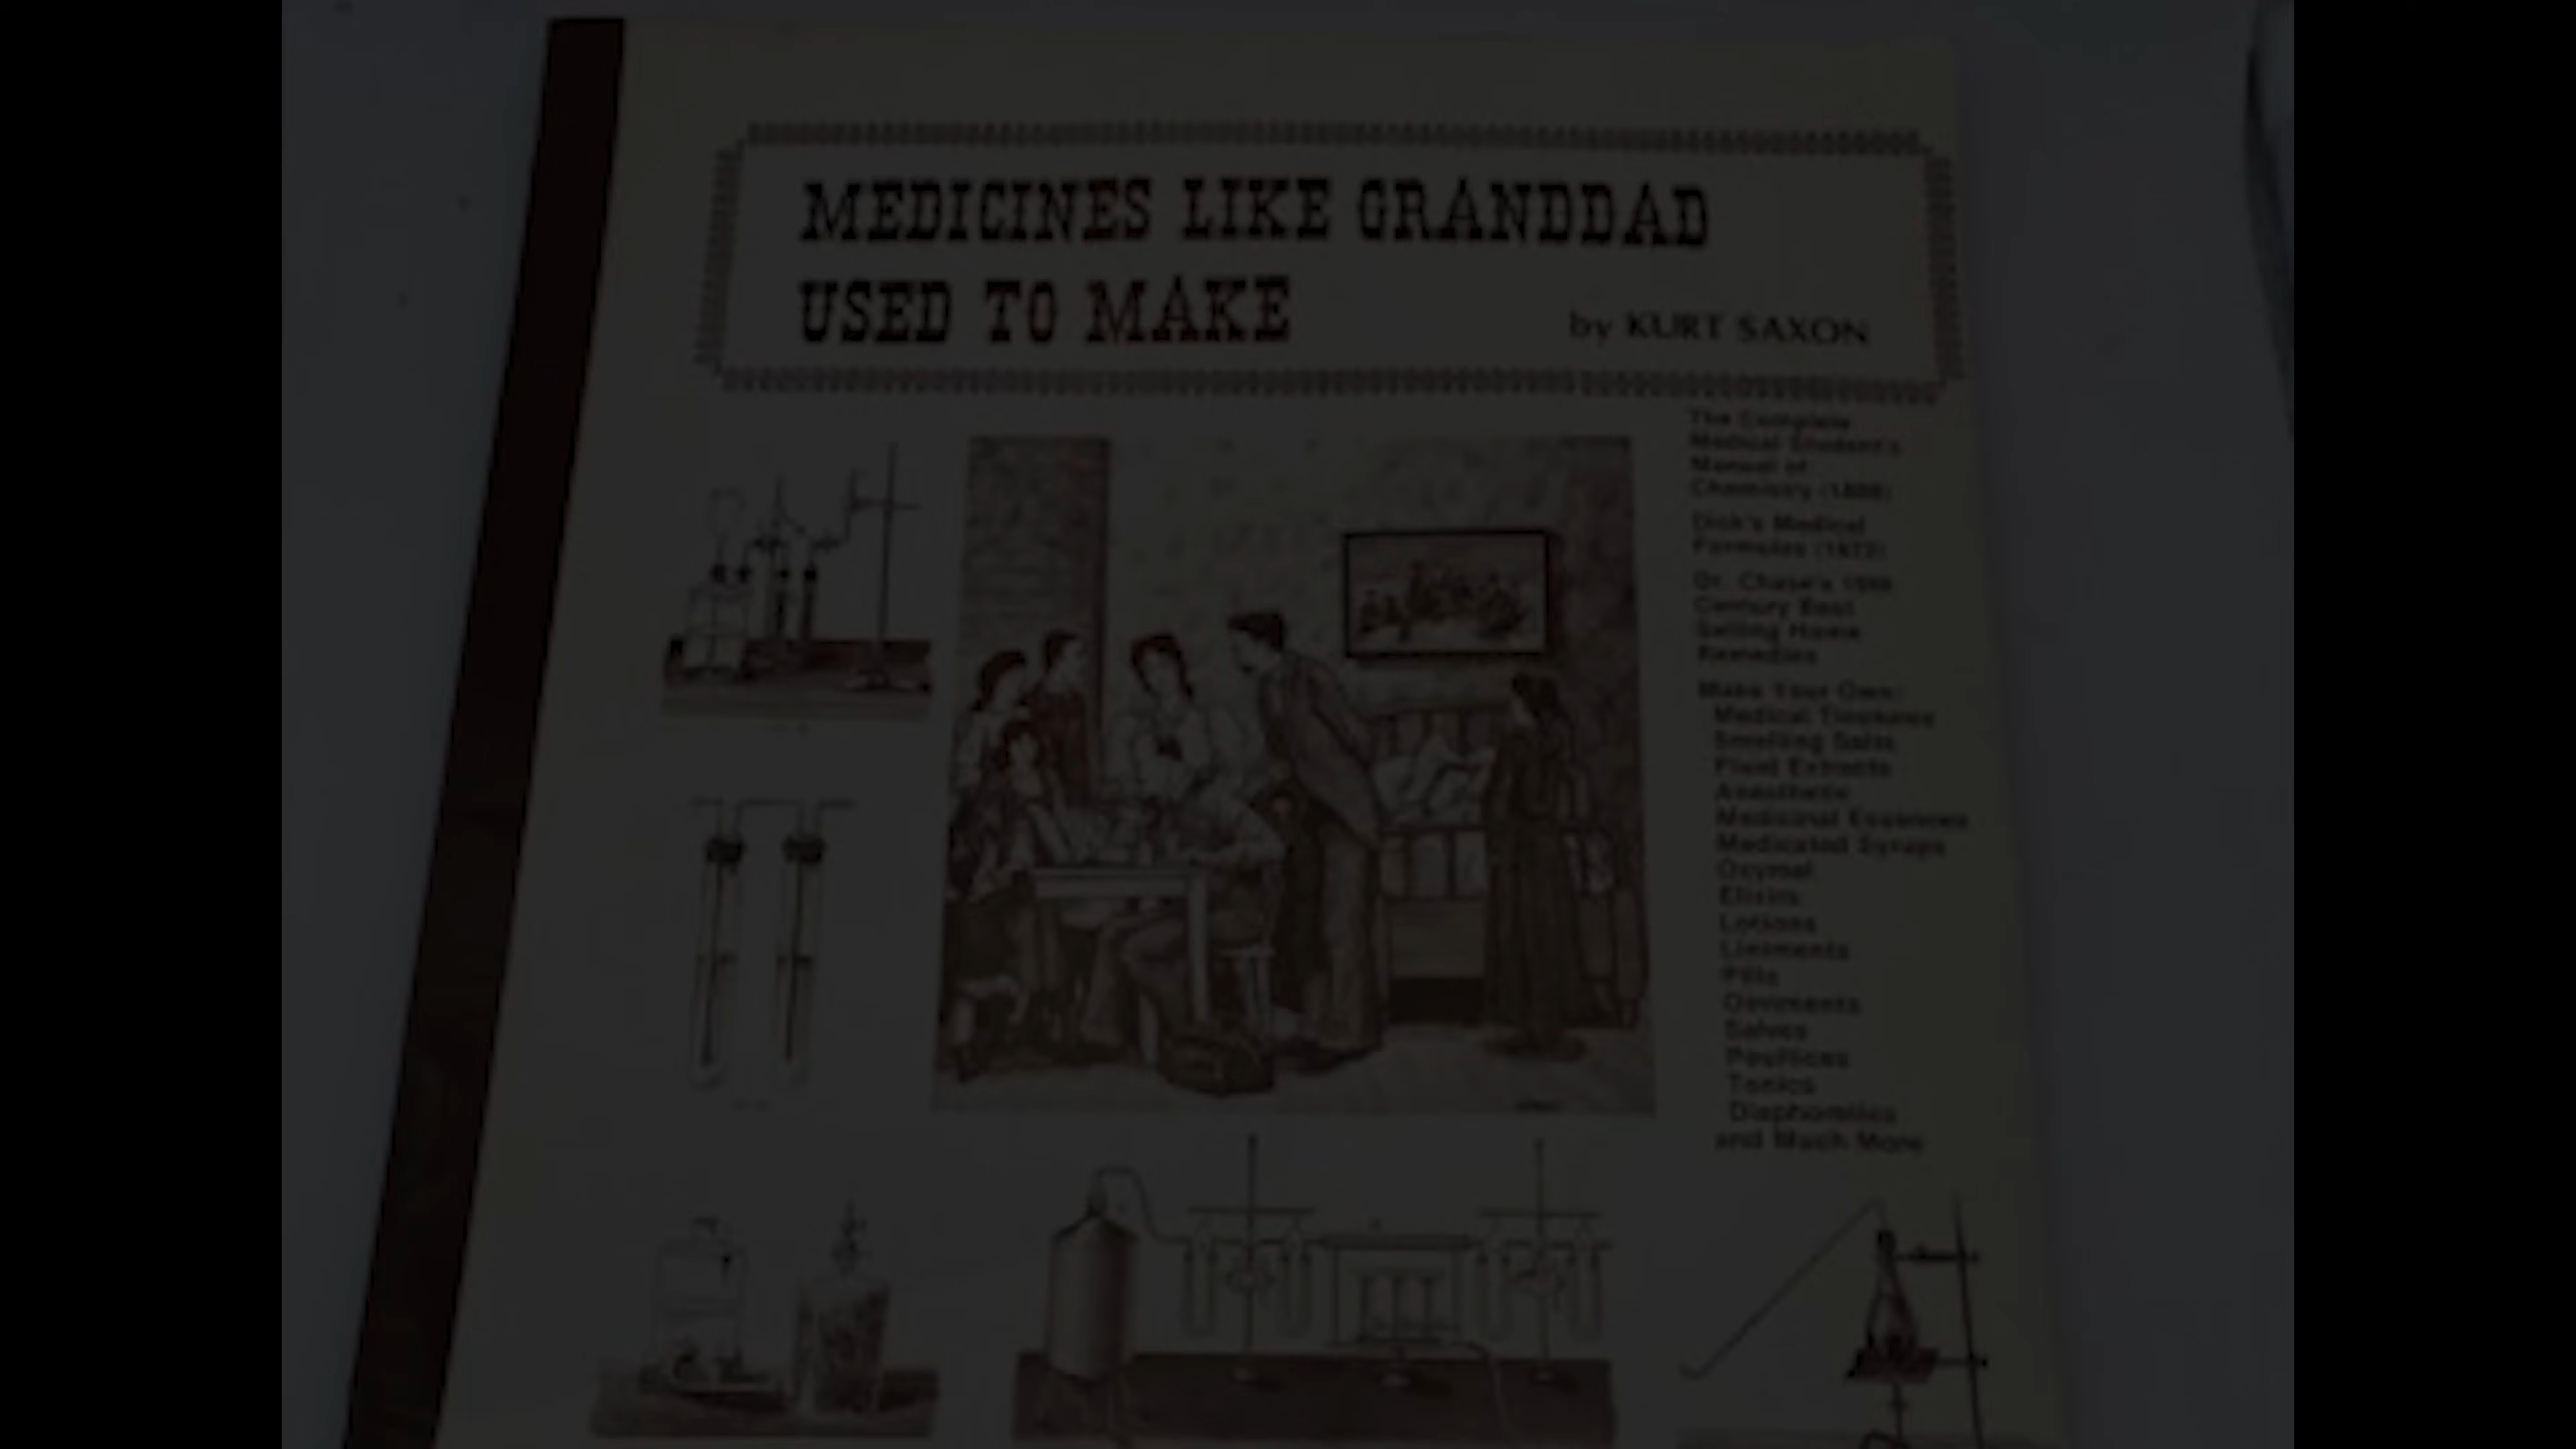 MEDICINES LIKE GRANDDAD
USED TO MAKE
by KURT SAXON
The Complete
Medical Student's
Manual of
Chemistry
Dick's Medical
Formulas
Dr. Chase's
Century Best
Selling Home
Remedies
Make Your Own:
Medical Tinctures
Smelling Salts
Fluid Extracts
Anesthetic
Medicinal Essences
Medicated Syrups
Oxymel
Elixirs
Lotions
Liniments
Pills
Ointments
Salves
Poultices
Tonics
Diaphoretics
and Much More